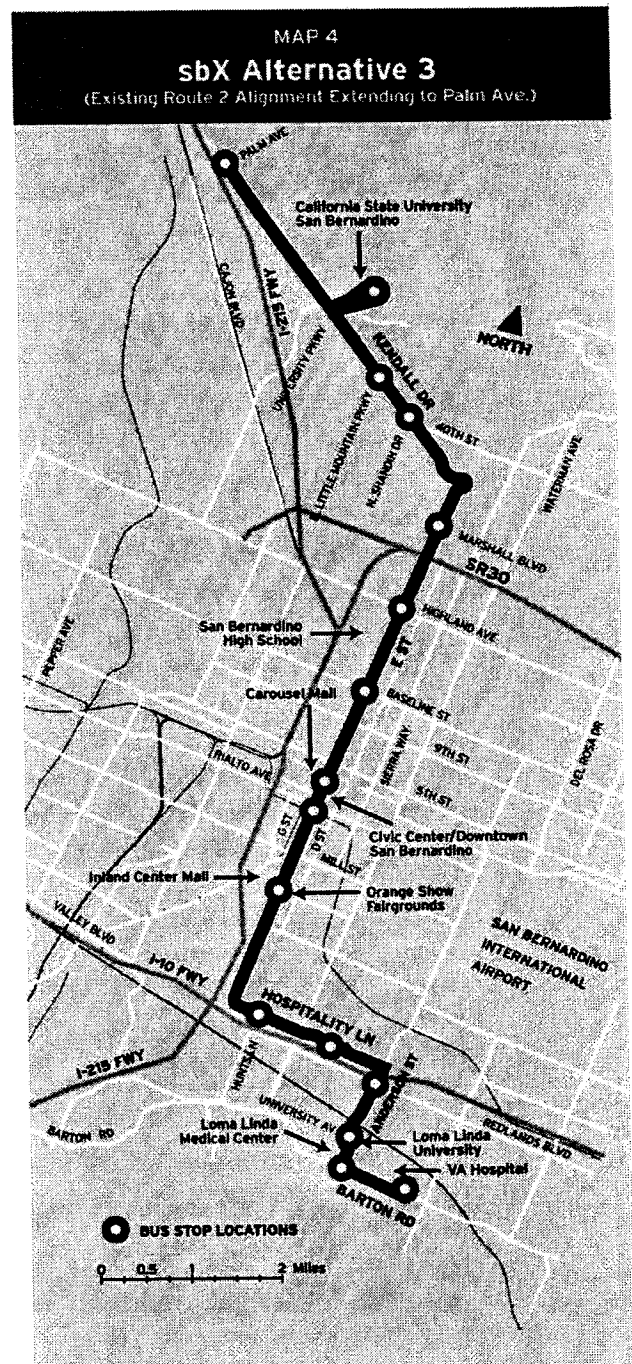 MAP 4
sbX Alternative 3
(Existing Route 2 Alignment Extending to Palm Ave.)
PALM AVE
California State University
San Bernardino
CAJON BLVD
I-215 FWY
UNIVERSITY PKWY
KENDALL DR
NORTH
LITTLE MOUNTAIN PKWY
N. SHANDIN DR
40TH ST
WATERMAN AVE
MARSHALL BLVD
SR30
HIGHLAND AVE
San Bernardino
High School
E ST
PEPPER AVE
Carousel Mall
BASELINE ST
9TH ST
SIERRA WAY
5TH ST
DEL ROSA DR
RIALTO AVE
G ST
D ST
MILL ST
Civic Center/Downtown
San Bernardino
Inland Center Mall
Orange Show
Fairgrounds
VALLEY BLVD
I-10 FWY
SAN BERNARDINO
INTERNATIONAL
AIRPORT
HOSPITALITY LN
I-215 FWY
HUNTS LN
ANDERSON ST
UNIVERSITY AV
REDLANDS BLVD
BARTON RD
Loma Linda
Medical Center
Loma Linda
University
VA Hospital
BARTON RD
BUS STOP LOCATIONS
0 0.5 1 2 Miles